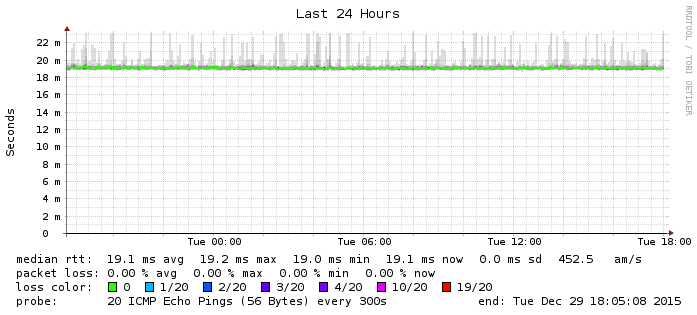 Last 24 Hours
RRDTOOL / TOBI OETIKER
Seconds
22 m
20 m
18 m
16 m
14 m
12 m
10 m
8 m
6 m
4 m
2 m
0
Tue 00:00 Tue 06:00 Tue 12:00 Tue 18:00
median rtt: 19.1 ms avg 19.2 ms max 19.0 ms min 19.1 ms now 0.0 ms sd 452.5 am/s
packet loss: 0.00 % avg 0.00 % max 0.00 % min 0.00 % now
loss color: 0 1/20 2/20 3/20 4/20 10/20 19/20
probe: 20 ICMP Echo Pings (56 Bytes) every 300s end: Tue Dec 29 18:05:08 2015